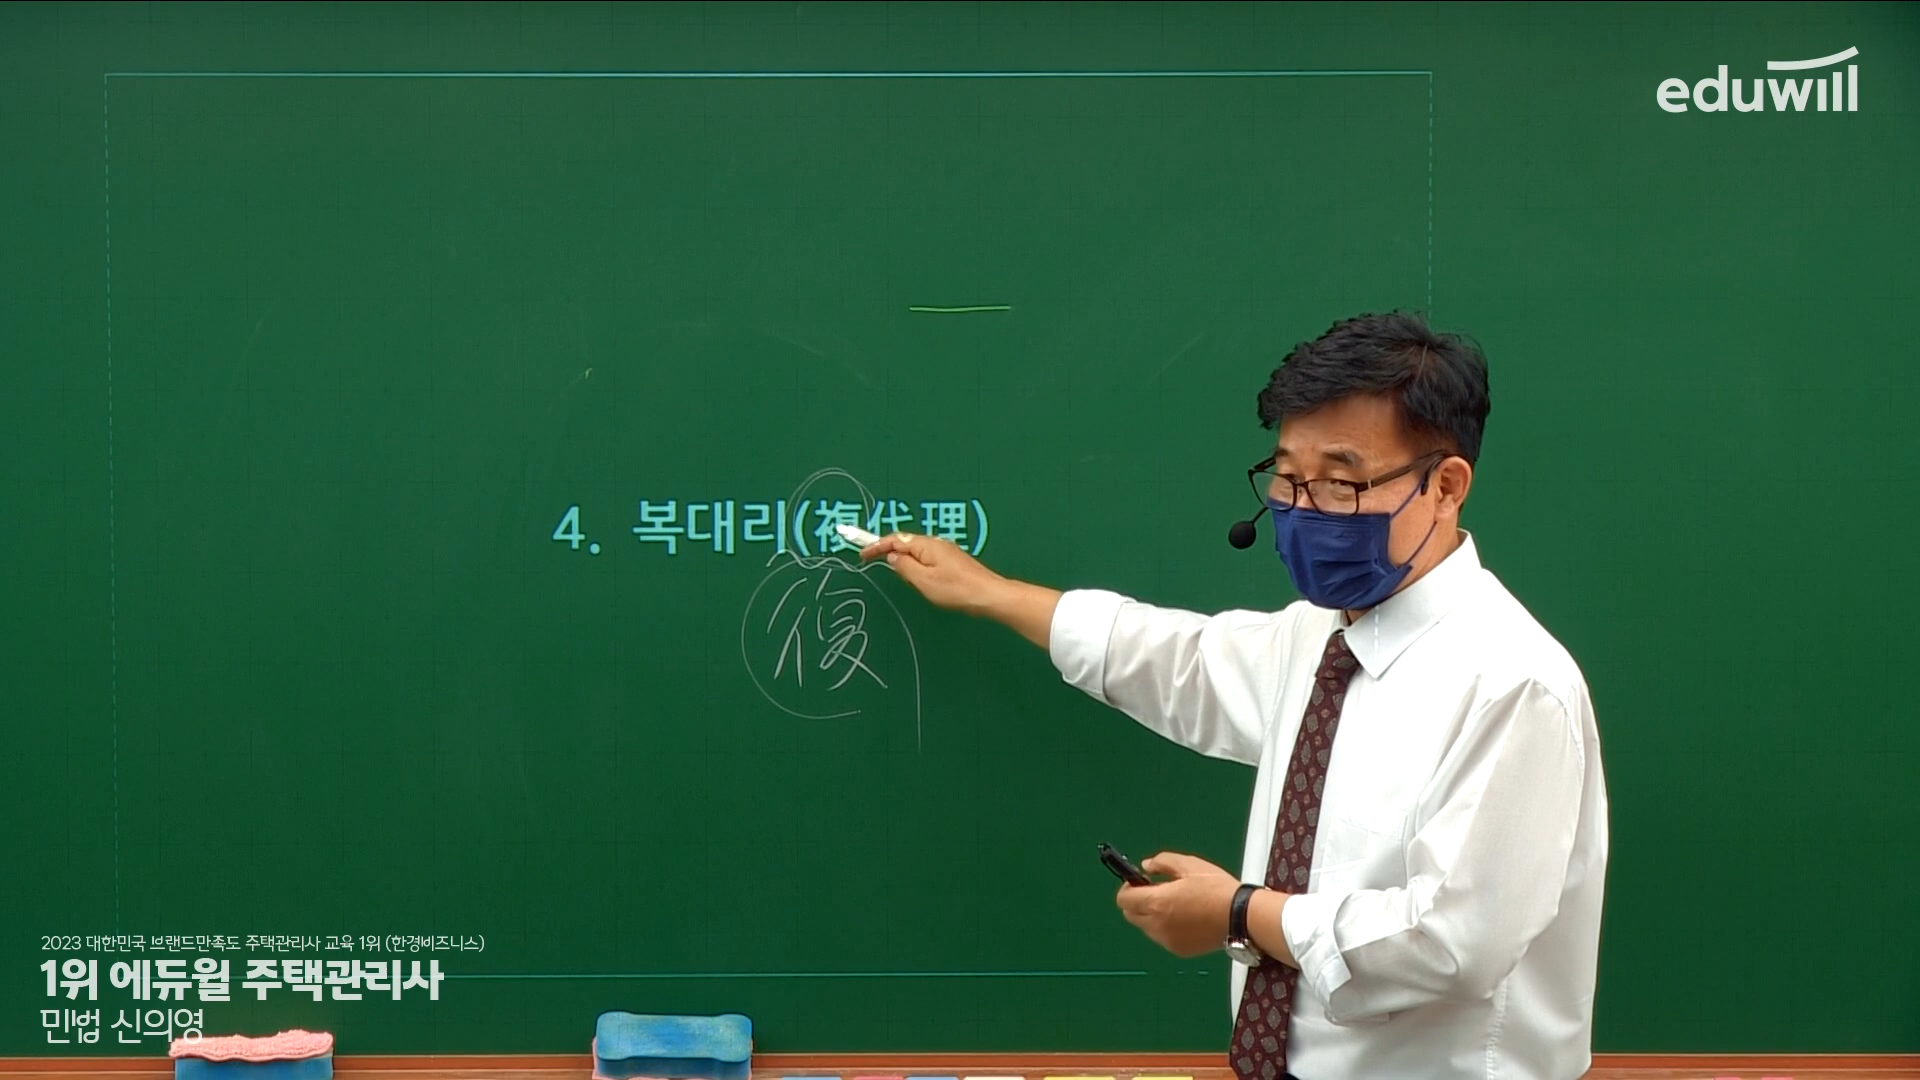 eduwill
4. 복대리(複代理)
復
2023 대한민국 브랜드만족도 주택관리사 교육 1위 (한경비즈니스)
1위 에듀윌 주택관리사
민법 신의영